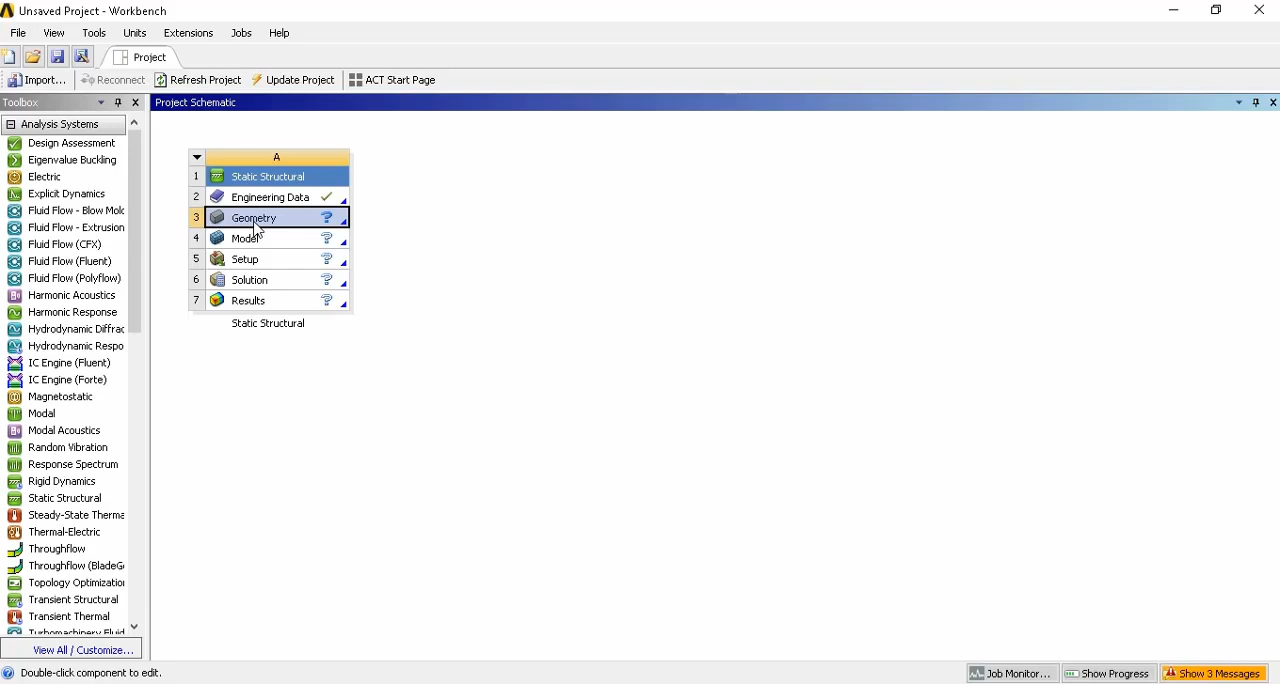 Unsaved Project - Workbench
File View Tools Units Extensions Jobs Help
Project
Import... Reconnect Refresh Project Update Project ACT Start Page
Toolbox
Project Schematic
Analysis Systems
Design Assessment
Eigenvalue Buckling
Electric
Explicit Dynamics
Fluid Flow - Blow Mold
Fluid Flow - Extrusion
Fluid Flow (CFX)
Fluid Flow (Fluent)
Fluid Flow (Polyflow)
Harmonic Acoustics
Harmonic Response
Hydrodynamic Diffrac
Hydrodynamic Respo
IC Engine (Fluent)
IC Engine (Forte)
Magnetostatic
Modal
Modal Acoustics
Random Vibration
Response Spectrum
Rigid Dynamics
Static Structural
Steady-State Therma
Thermal-Electric
Throughflow
Throughflow (BladeG
Topology Optimizatio
Transient Structural
Transient Thermal
Turbomachinery Fluid
View All / Customize...
A
1 Static Structural
2 Engineering Data
3 Geometry ?
4 Model ?
5 Setup ?
6 Solution ?
7 Results ?
Static Structural
Double-click component to edit.
Job Monitor... Show Progress Show 3 Messages